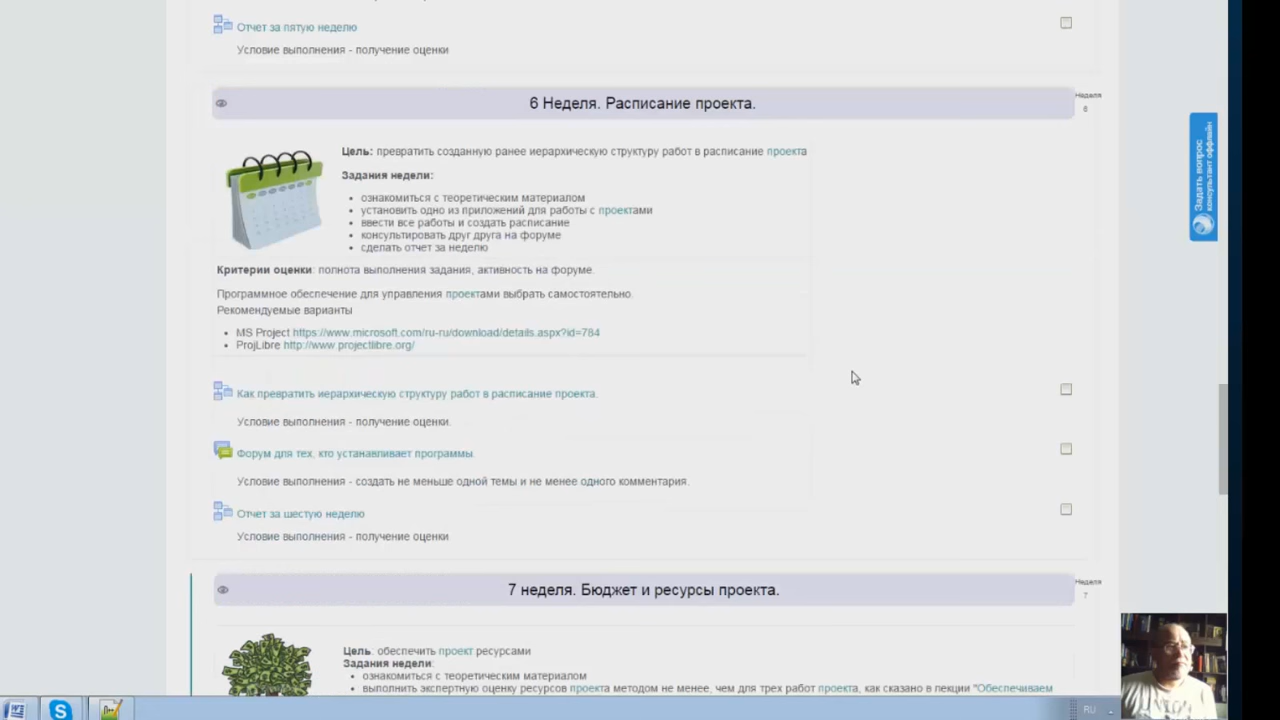 Отчет за пятую неделю
Условие выполнения - получение оценки
6 Неделя. Расписание проекта.
Неделя
6
Цель: превратить созданную ранее иерархическую структуру работ в расписание проекта
Задания недели:
ознакомиться с теоретическим материалом
установить одно из приложений для работы с проектами
ввести все работы и создать расписание
консультировать друг друга на форуме
сделать отчет за неделю
Критерии оценки: полнота выполнения задания, активность на форуме.
Программное обеспечение для управления проектами выбрать самостоятельно.
Рекомендуемые варианты
MS Project https://www.microsoft.com/ru-ru/download/details.aspx?id=784
ProjLibre http://www.projectlibre.org/
Как превратить иерархическую структуру работ в расписание проекта.
Условие выполнения - получение оценки.
Форум для тех, кто устанавливает программы.
Условие выполнения - создать не меньше одной темы и не менее одного комментария.
Отчет за шестую неделю
Условие выполнения - получение оценки
7 неделя. Бюджет и ресурсы проекта.
Неделя
7
Цель: обеспечить проект ресурсами
Задания недели:
ознакомиться с теоретическим материалом
выполнить экспертную оценку ресурсов проекта методом не менее, чем для трех работ проекта, как сказано в лекции "Обеспечиваем
Задать вопрос
консультант оффлайн
RU